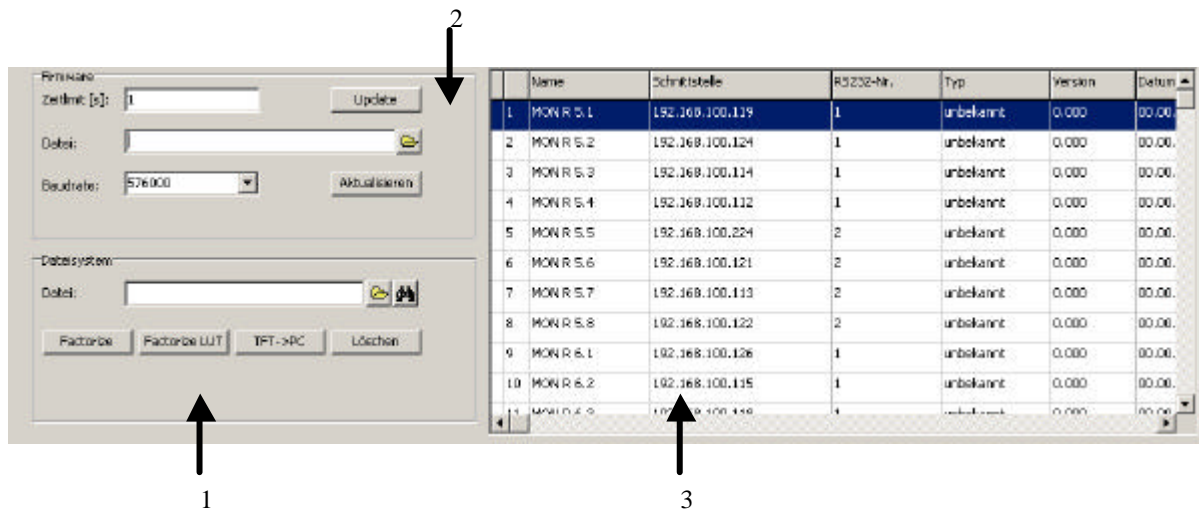 2
Firmware
Zeitlimit [s]: 1 Update
Datei:
Baudrate: 576000 Aktualisieren
Dateisystem
Datei:
Factorize Factorize LUT TFT->PC Löschen
Name Schnittstelle RS232-Nr. Typ Version Datum
1 MON R 5.1 192.168.100.119 1 unbekannt 0.000 00.00.
2 MON R 5.2 192.168.100.124 1 unbekannt 0.000 00.00.
3 MON R 5.3 192.168.100.114 1 unbekannt 0.000 00.00.
4 MON R 5.4 192.168.100.112 1 unbekannt 0.000 00.00.
5 MON R 5.5 192.168.100.224 2 unbekannt 0.000 00.00.
6 MON R 5.6 192.168.100.121 2 unbekannt 0.000 00.00.
7 MON R 5.7 192.168.100.113 2 unbekannt 0.000 00.00.
8 MON R 5.8 192.168.100.122 2 unbekannt 0.000 00.00.
9 MON R 6.1 192.168.100.126 1 unbekannt 0.000 00.00.
10 MON R 6.2 192.168.100.115 1 unbekannt 0.000 00.00.
1 3